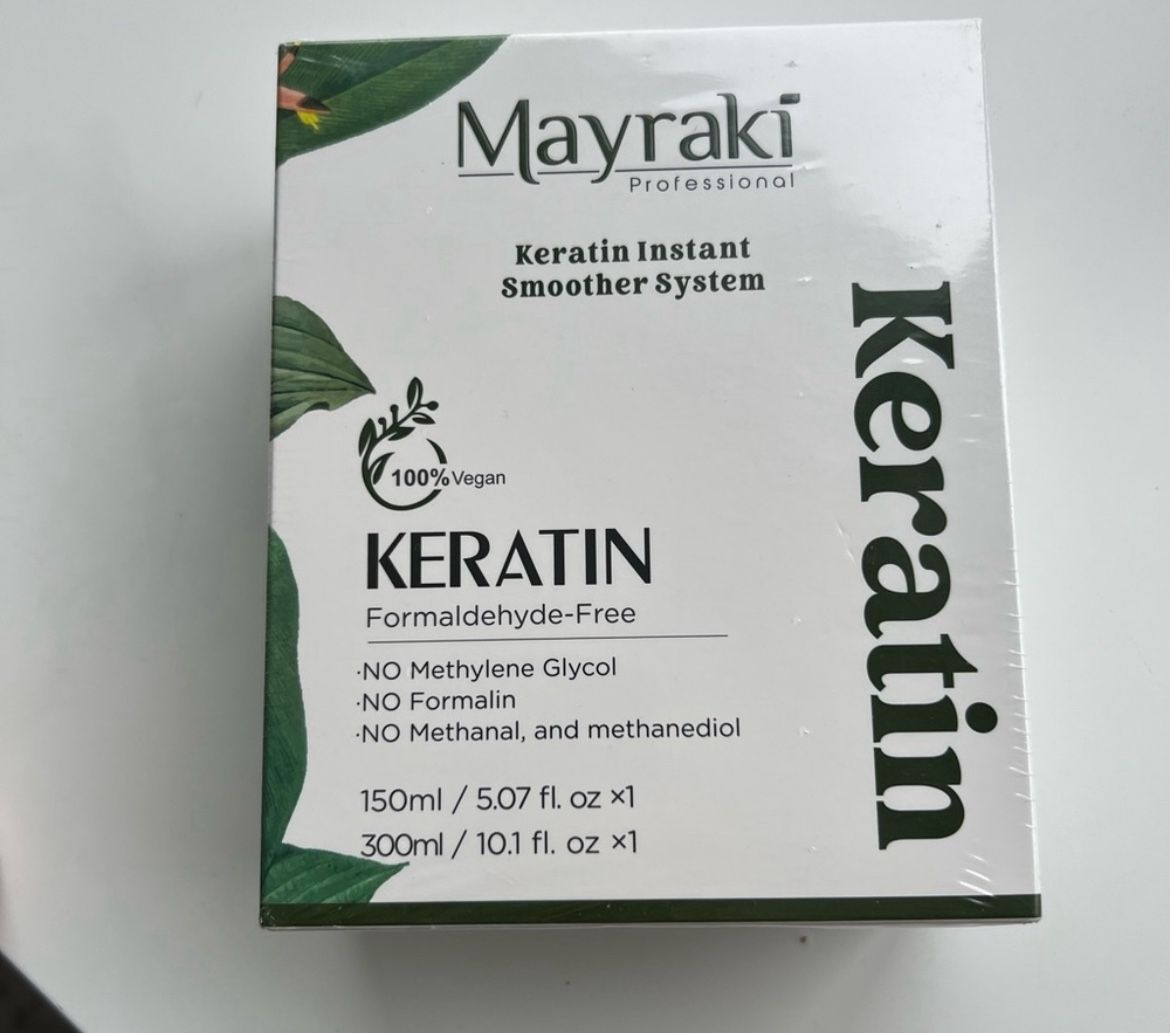 Mayraki
Professional
Keratin Instant
Smoother System
100% Vegan
KERATIN
Formaldehyde-Free
·NO Methylene Glycol
·NO Formalin
·NO Methanal, and methanediol
150ml / 5.07 fl. oz ×1
300ml / 10.1 fl. oz ×1
Keratin